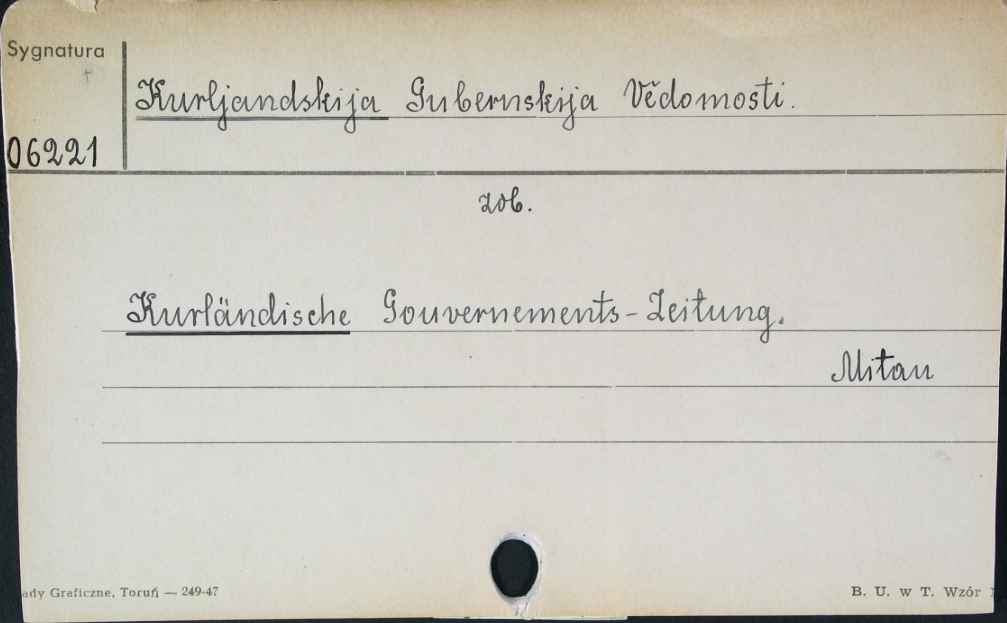 Sygnatura
Kurljandskija Gubernskija Vědomosti.
06221
zob.
Kurländische Gouvernements-Zeitung.
Mitau
ady Graficzne, Toruń — 249-47
B. U. w T. Wzór